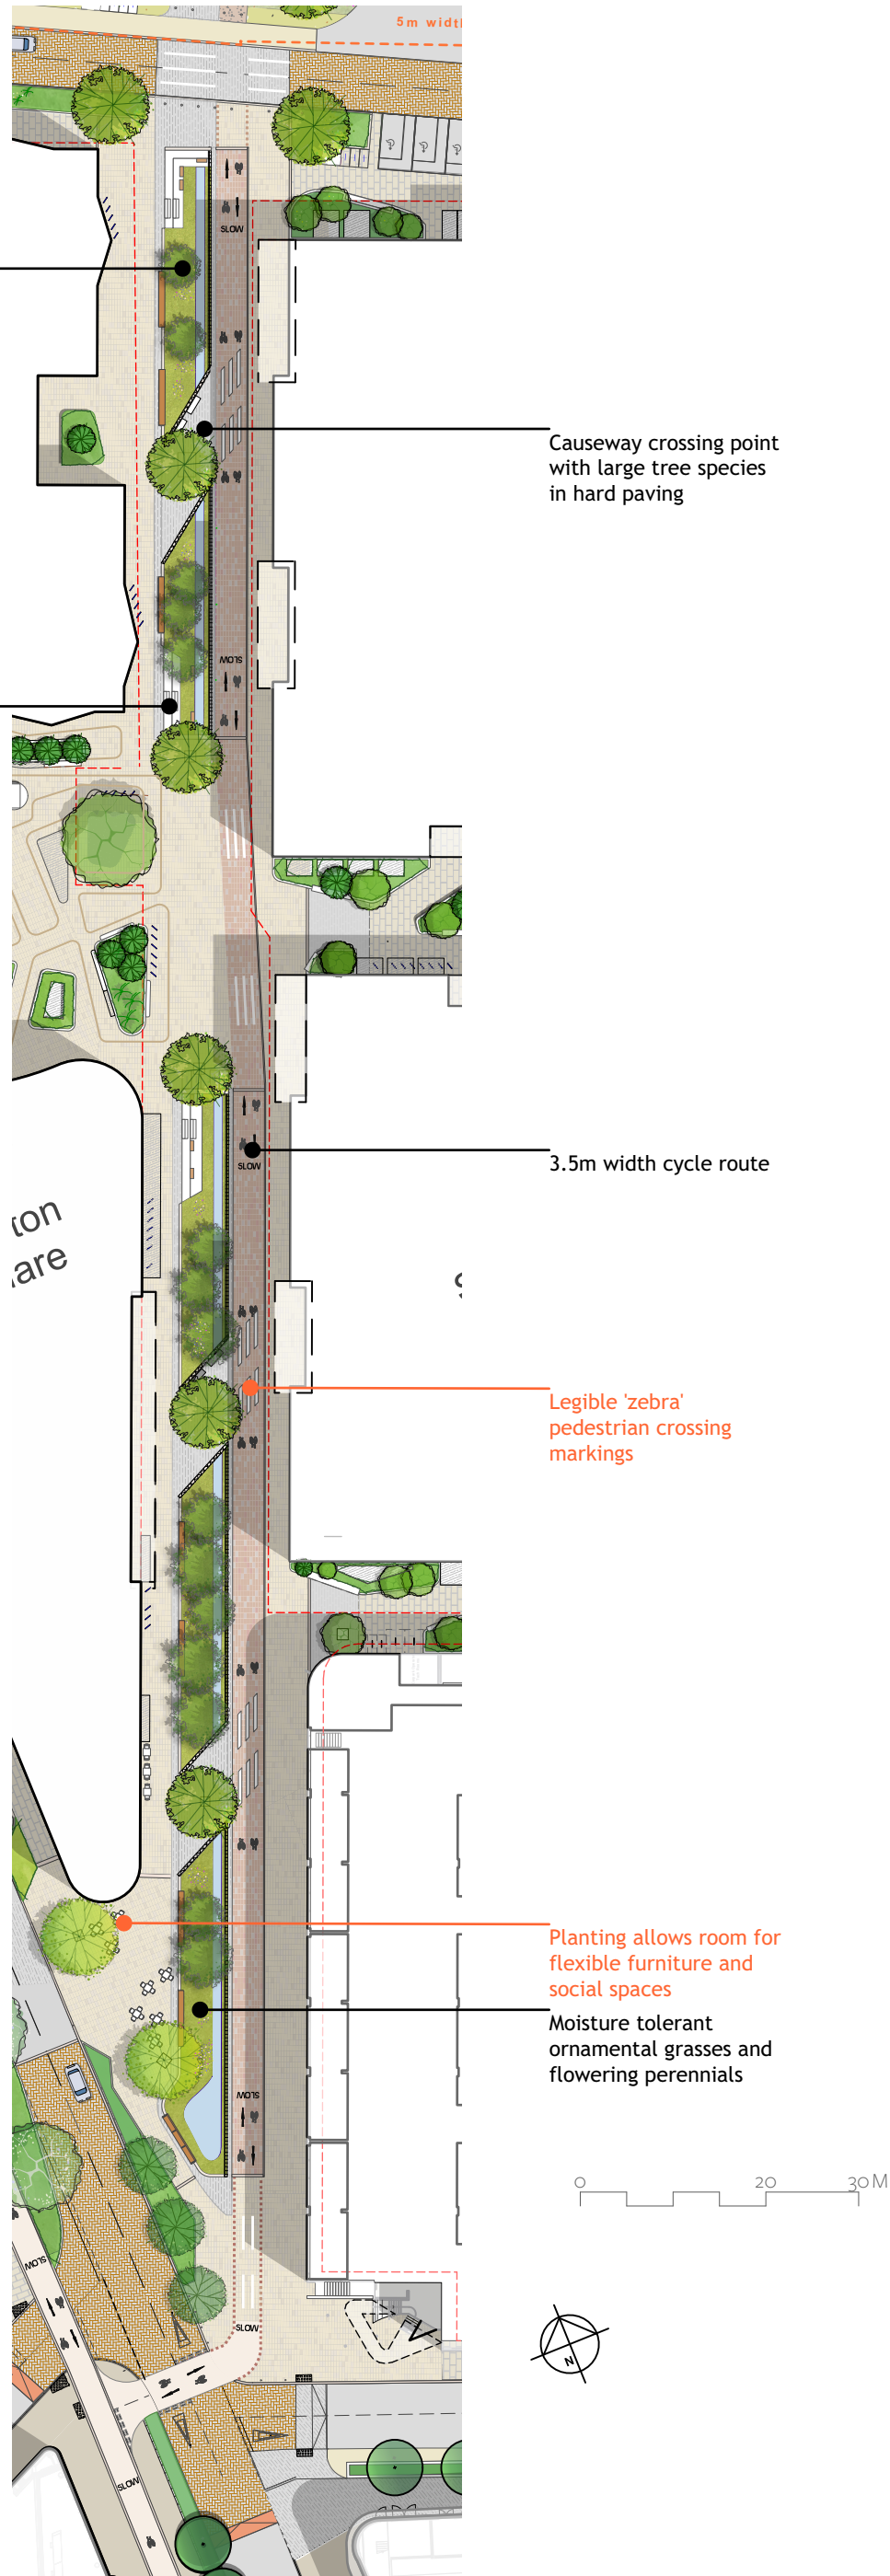 5m widt
SLOW
Causeway crossing point
with large tree species
in hard paving
SLOW
SLOW
3.5m width cycle route
ton
are
Legible 'zebra'
pedestrian crossing
markings
Planting allows room for
flexible furniture and
social spaces
Moisture tolerant
ornamental grasses and
flowering perennials
SLOW
0 20 30M
SLOW
SLOW
N
SLOW